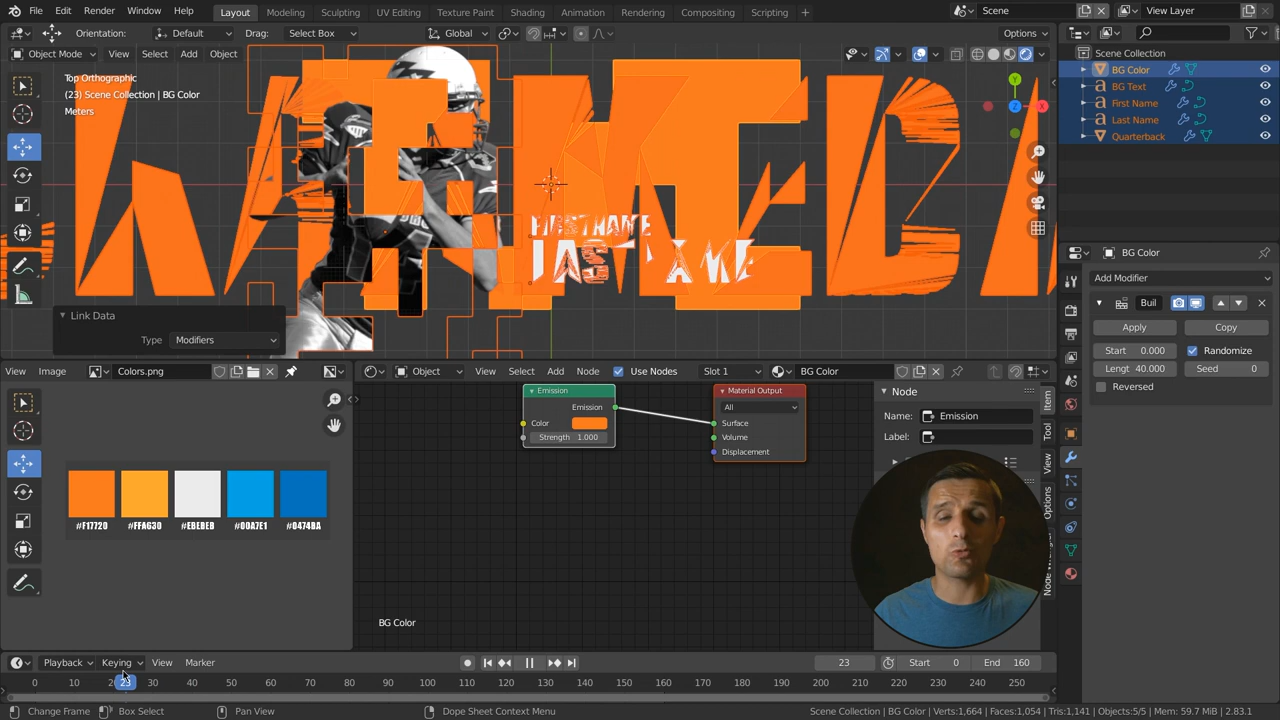 File Edit Render Window Help Layout Modeling Sculpting UV Editing Texture Paint Shading Animation Rendering Compositing Scripting + Scene View Layer
Orientation: Default Drag: Select Box Global Options
Object Mode View Select Add Object
Scene Collection
BG Color
BG Text
First Name
Last Name
Quarterback
Top Orthographic
(23) Scene Collection | BG Color
Meters
Y
Z
X
FIRSTNAME
LAST NAME
Link Data
Type Modifiers
BG Color
Add Modifier
Buil
Apply Copy
Start 0.000 Randomize
Lengt 40.000 Seed 0
Reversed
View Image Colors.png
Object View Select Add Node Use Nodes Slot 1 BG Color
Emission
Emission
Color
Strength 1.000
Material Output
All
Surface
Volume
Displacement
Node
Name: Emission
Label:
Item
Tool
View
Options
#F17720 #FFA630 #EBEBEB #00A7E1 #0474BA
BG Color
Playback Keying View Marker 23 Start 0 End 160
0 10 23 30 40 50 60 70 80 90 100 110 120 130 140 150 160 170 180 190 200 210 220 230 240 250
Change Frame Box Select Pan View Dope Sheet Context Menu Scene Collection | BG Color | Verts:1,664 | Faces:1,054 | Tris:1,141 | Objects:5/5 | Mem: 59.7 MiB | 2.83.1